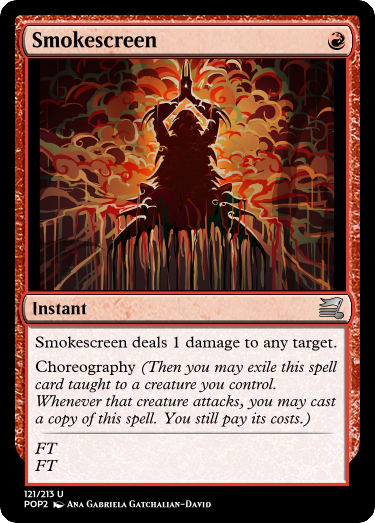 Smokescreen
Instant
Smokescreen deals 1 damage to any target.
Choreography (Then you may exile this spell
card taught to a creature you control.
Whenever that creature attacks, you may cast
a copy of this spell. You still pay its costs.)
FT
FT
121/213 U
POP2 Ana Gabriela Gatchalian-David